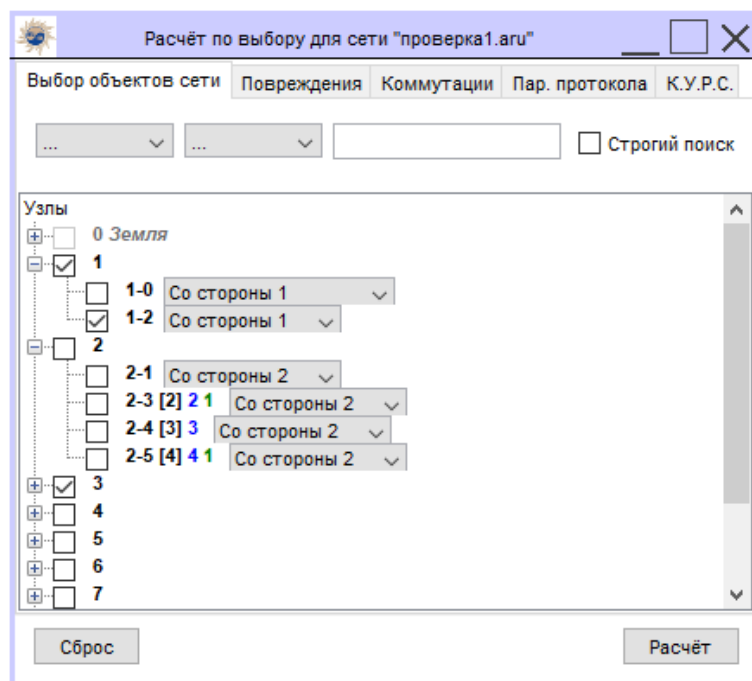 Расчёт по выбору для сети "проверка1.aru"
Выбор объектов сети Повреждения Коммутации Пар. протокола К.У.Р.С.
... ... Строгий поиск
Узлы
0 Земля
1
1-0 Со стороны 1
1-2 Со стороны 1
2
2-1 Со стороны 2
2-3 [2] 2 1 Со стороны 2
2-4 [3] 3 Со стороны 2
2-5 [4] 4 1 Со стороны 2
3
4
5
6
7
Сброс Расчёт